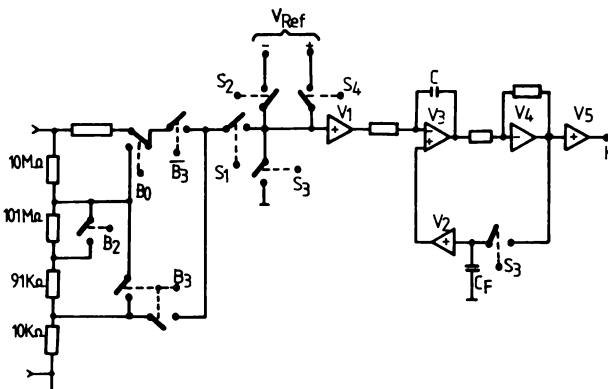 VRef
- +
S2
S4
V1
C
V3
V4
V5
K
10MΩ
B0
B̅3
S1
S3
101MΩ
B2
V2
S3
CF
91KΩ
B3
10KΩ